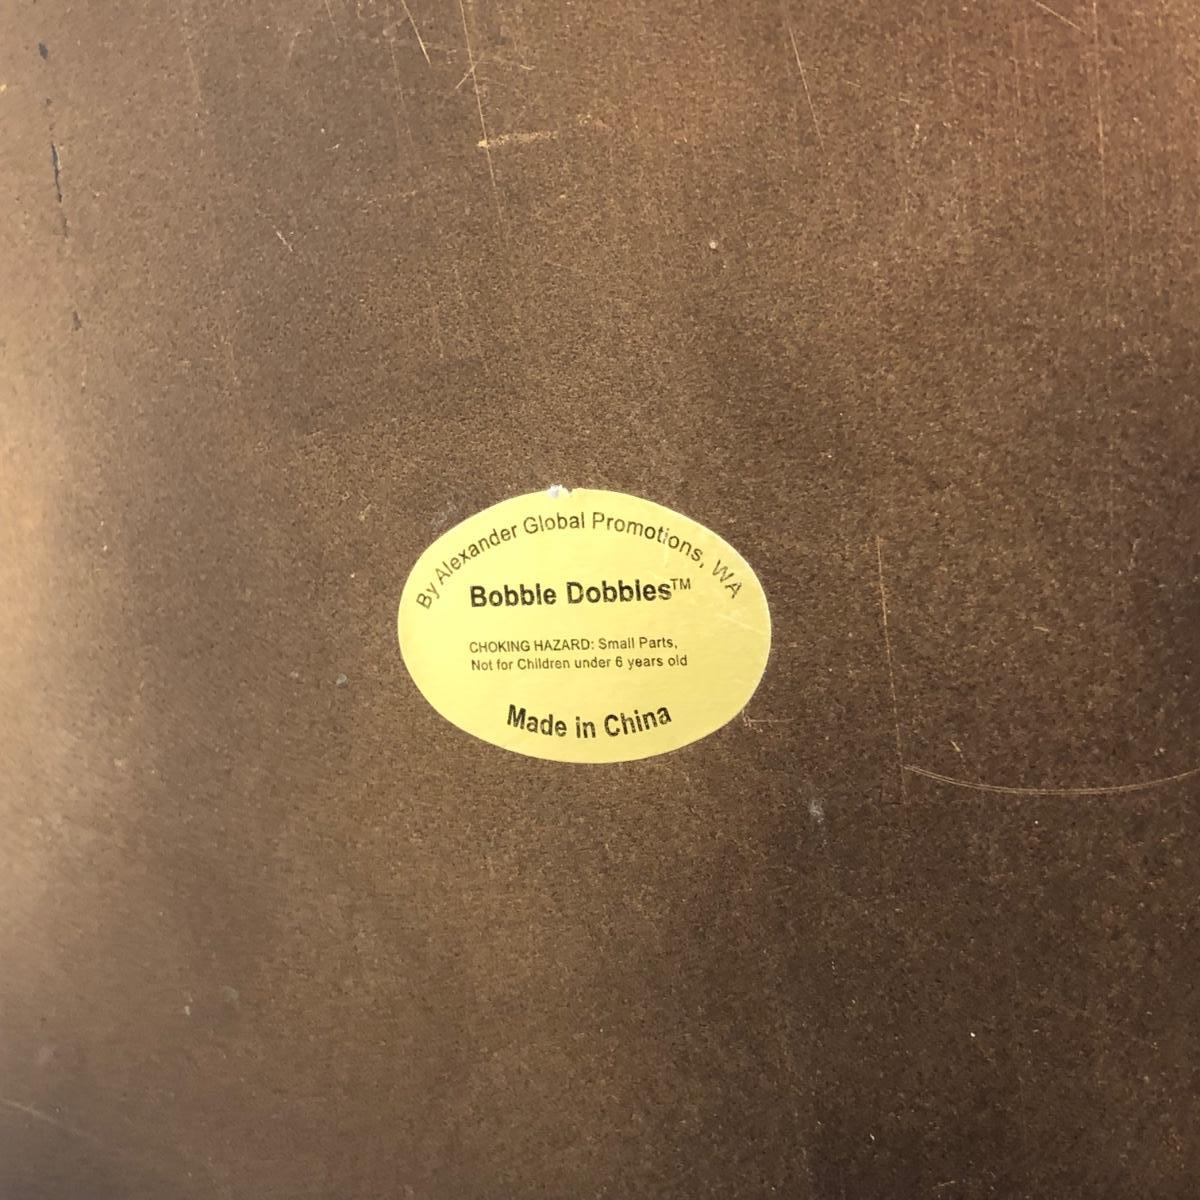 By Alexander Global Promotions, WA
Bobble Dobbles™
CHOKING HAZARD: Small Parts,
Not for Children under 6 years old
Made in China